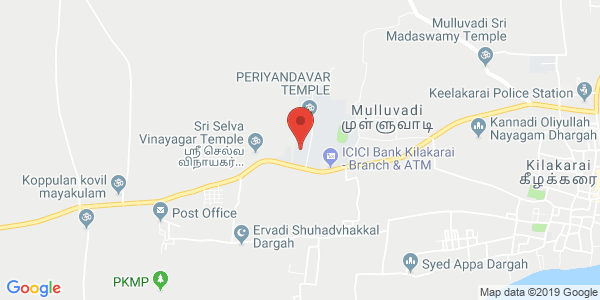 Mulluvadi Sri
Madaswamy Temple
PERIYANDAVAR
TEMPLE
Keelakarai Police Station
Mulluvadi
முள்ளுவாடி
Kannadi Oliyullah
Nayagam Dhargah
Sri Selva
Vinayagar Temple
ஸ்ரீ செல்வ
விநாயகர்...
ICICI Bank Kilakarai
- Branch & ATM
Kilakarai
கீழக்கரை
Koppulan kovil
mayakulam
Post Office
Ervadi Shuhadvhakkal
Dargah
Syed Appa Dargah
PKMP
Google
Map data ©2019 Google